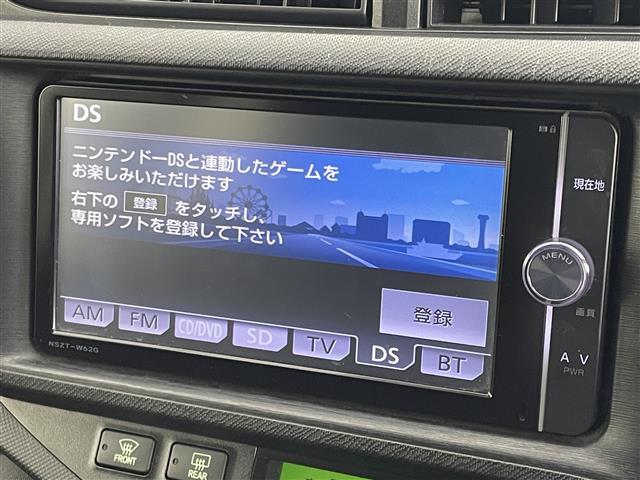 DS
ニンテンドーDSと連動したゲームを
お楽しみいただけます
右下の 登録 をタッチし、
専用ソフトを登録して下さい
登録
AM FM CD/DVD SD TV DS BT
NSZT-W62G
現在地
MENU
画質
AV
PWR
FRONT
REAR